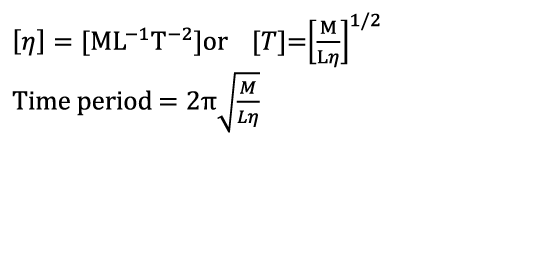 [η] = [ML⁻¹T⁻²]or [T]=[M/Lη]^1/2
Time period = 2π√(M/Lη)